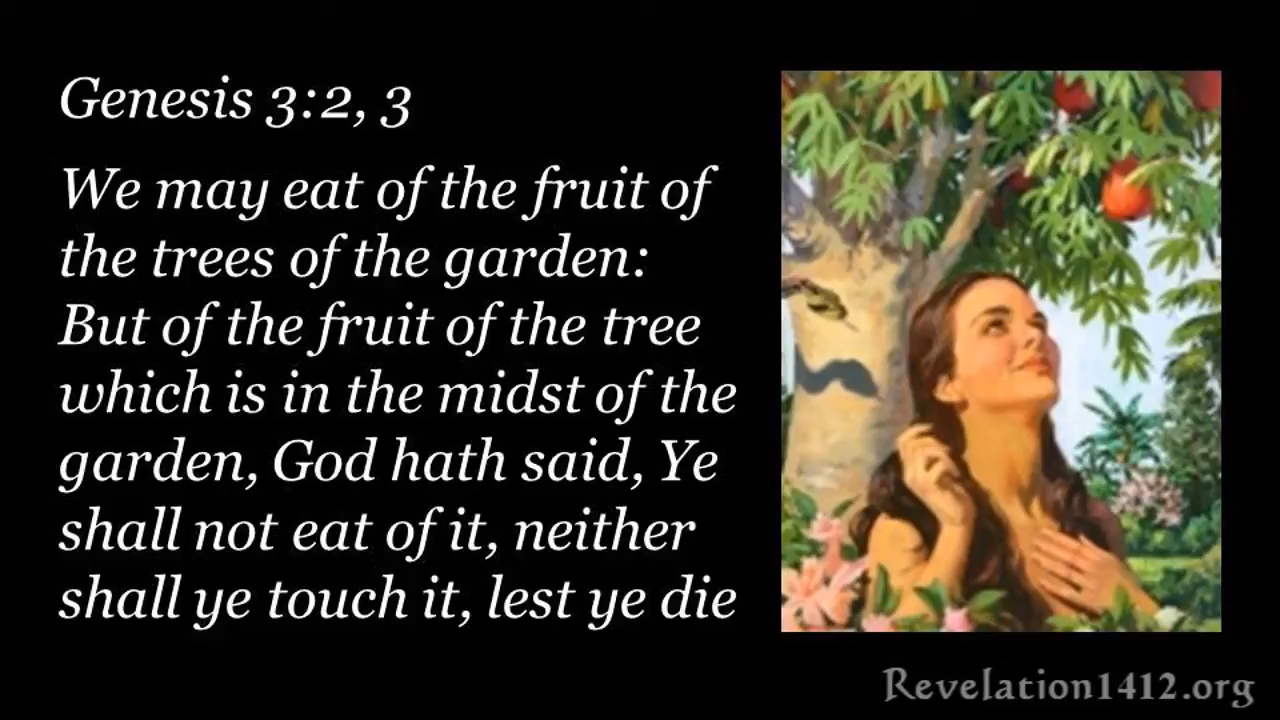 Genesis 3:2, 3
We may eat of the fruit of
the trees of the garden:
But of the fruit of the tree
which is in the midst of the
garden, God hath said, Ye
shall not eat of it, neither
shall ye touch it, lest ye die
Revelation1412.org